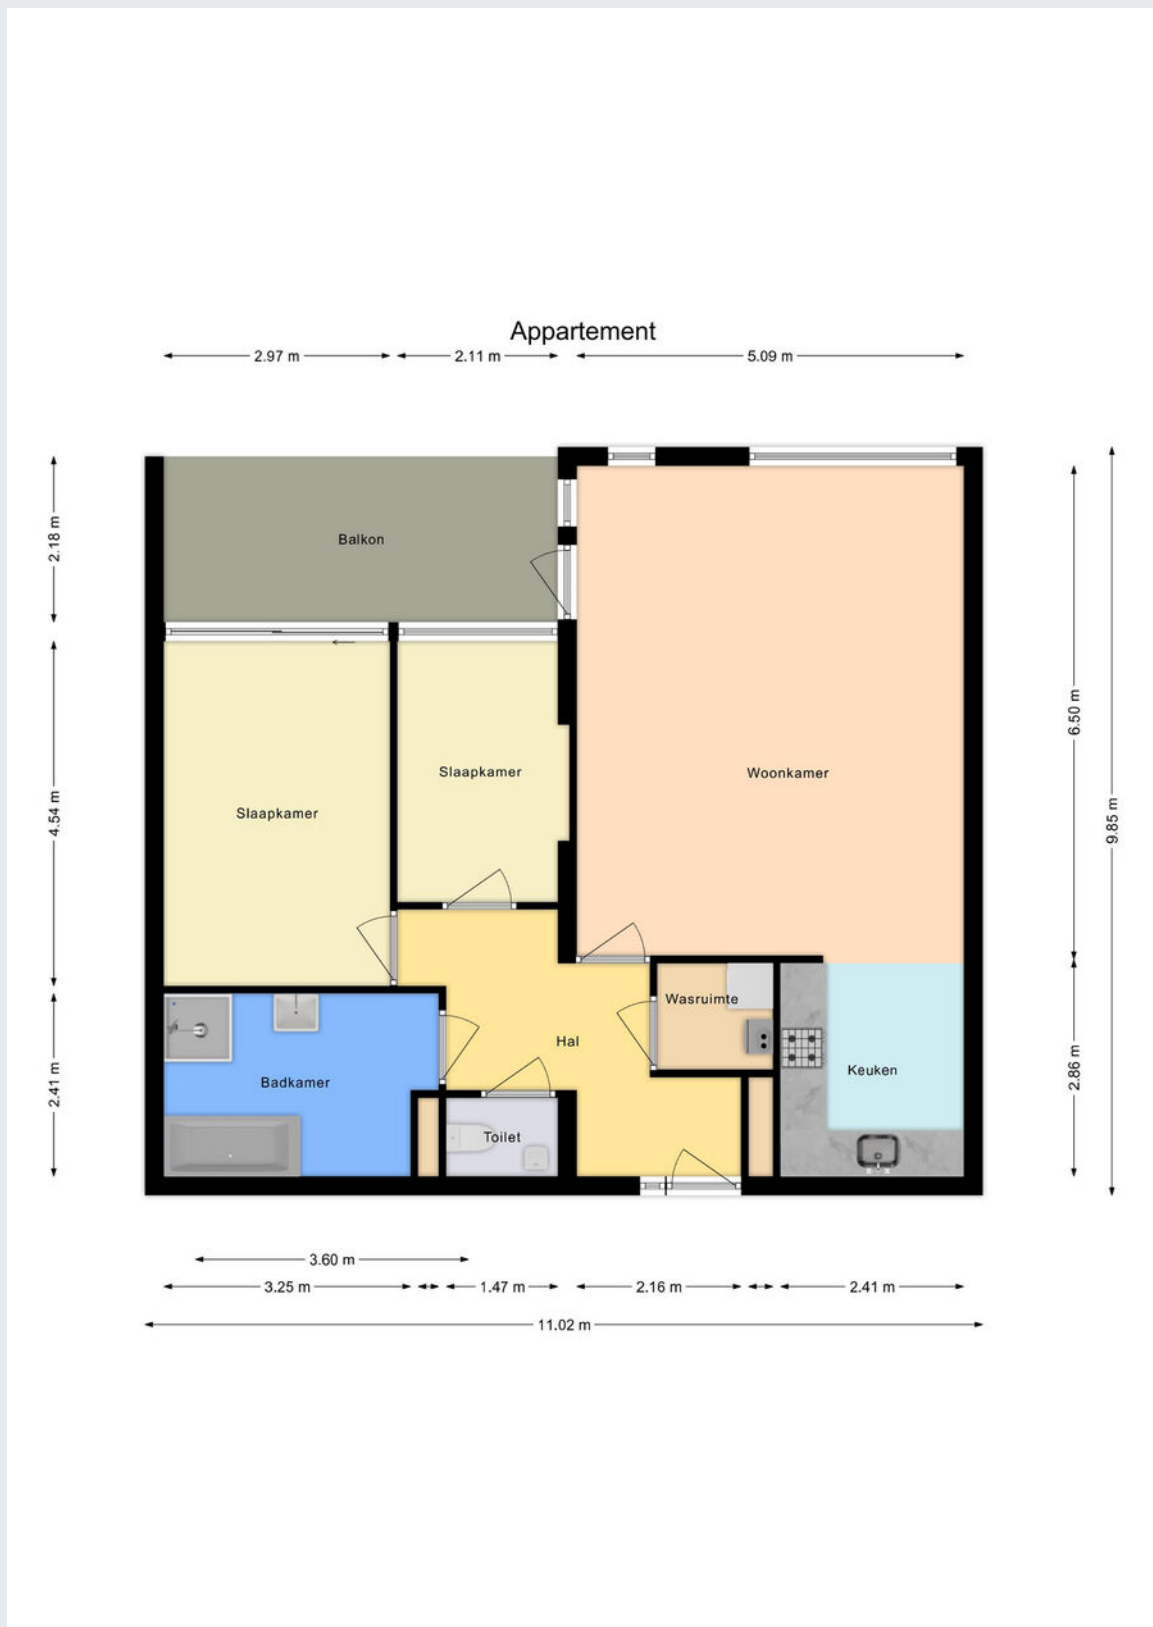 Appartement
2.97 m
2.11 m
5.09 m
2.18 m
Balkon
6.50 m
Slaapkamer
Woonkamer
4.54 m
Slaapkamer
9.85 m
Wasruimte
Hal
2.41 m
Badkamer
Keuken
2.86 m
Toilet
3.60 m
3.25 m
1.47 m
2.16 m
2.41 m
11.02 m